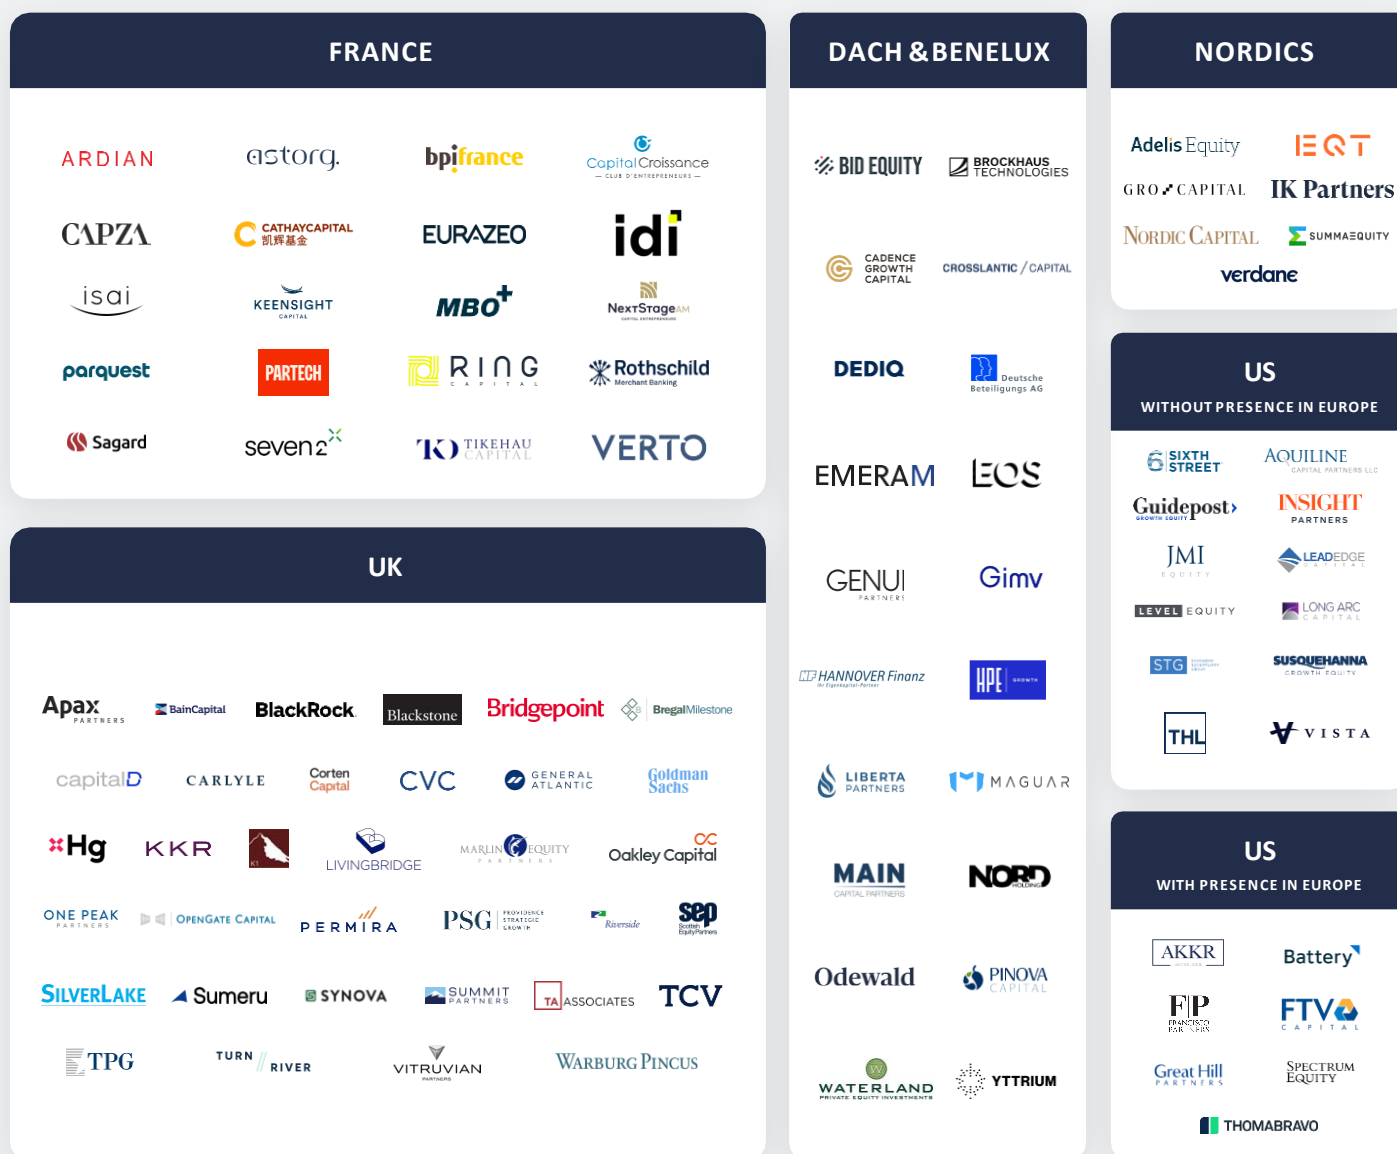 FRANCE
ARDIAN
astorg.
bpifrance
CapitalCroissance
— CLUB D'ENTREPRENEURS —
CAPZA
CATHAYCAPITAL
凯辉基金
EURAZEO
idi
isai
KEENSIGHT
CAPITAL
MBO+
NEXTSTAGEAM
CAPITAL ENTREPRENEURS
parquest
PARTECH
RING
CAPITAL
Rothschild
Merchant Banking
Sagard
seven2
TIKEHAU
CAPITAL
VERTO
UK
Apax
PARTNERS
BainCapital
BlackRock.
Blackstone
Bridgepoint
BregalMilestone
capitalD
CARLYLE
Corten
Capital
CVC
GENERAL
ATLANTIC
Goldman
Sachs
Hg
KKR
K1
LIVINGBRIDGE
MARLIN EQUITY
PARTNERS
Oakley Capital
ONE PEAK
PARTNERS
OPENGATE CAPITAL
PERMIRA
PSG
PROVIDENCE
STRATEGIC
GROWTH
Riverside
sep
Scottish
Equity Partners
SILVERLAKE
Sumeru
SYNOVA
SUMMIT
PARTNERS
TA ASSOCIATES
TCV
TPG
TURN
RIVER
VITRUVIAN
PARTNERS
WARBURG PINCUS
DACH & BENELUX
BID EQUITY
BROCKHAUS
TECHNOLOGIES
CADENCE
GROWTH
CAPITAL
CROSSLANTIC / CAPITAL
DEDIQ
Deutsche
Beteiligungs AG
EMERAM
EOS
GENUI
PARTNERS
Gimv
HANNOVER Finanz
Ihr Eigenkapital-Partner
HPE
GROWTH
LIBERTA
PARTNERS
MAGUAR
MAIN
CAPITAL PARTNERS
NORD
HOLDING
Odewald
PINOVA
CAPITAL
W
WATERLAND
PRIVATE EQUITY INVESTMENTS
YTTRIUM
NORDICS
Adelis Equity
EQT
GRO CAPITAL
IK Partners
NORDIC CAPITAL
SUMMAEQUITY
verdane
US
WITHOUT PRESENCE IN EUROPE
6
SIXTH
STREET
AQUILINE
CAPITAL PARTNERS LLC
Guidepost
GROWTH EQUITY
INSIGHT
PARTNERS
JMI
EQUITY
LEADEDGE
CAPITAL
LEVEL EQUITY
LONG ARC
CAPITAL
STG
SUSQUEHANNA
GROWTH EQUITY
THL
VISTA
US
WITH PRESENCE IN EUROPE
AKKR
Battery
F|P
FRANCISCO
PARTNERS
FTV
CAPITAL
Great Hill
PARTNERS
SPECTRUM
EQUITY
THOMABRAVO